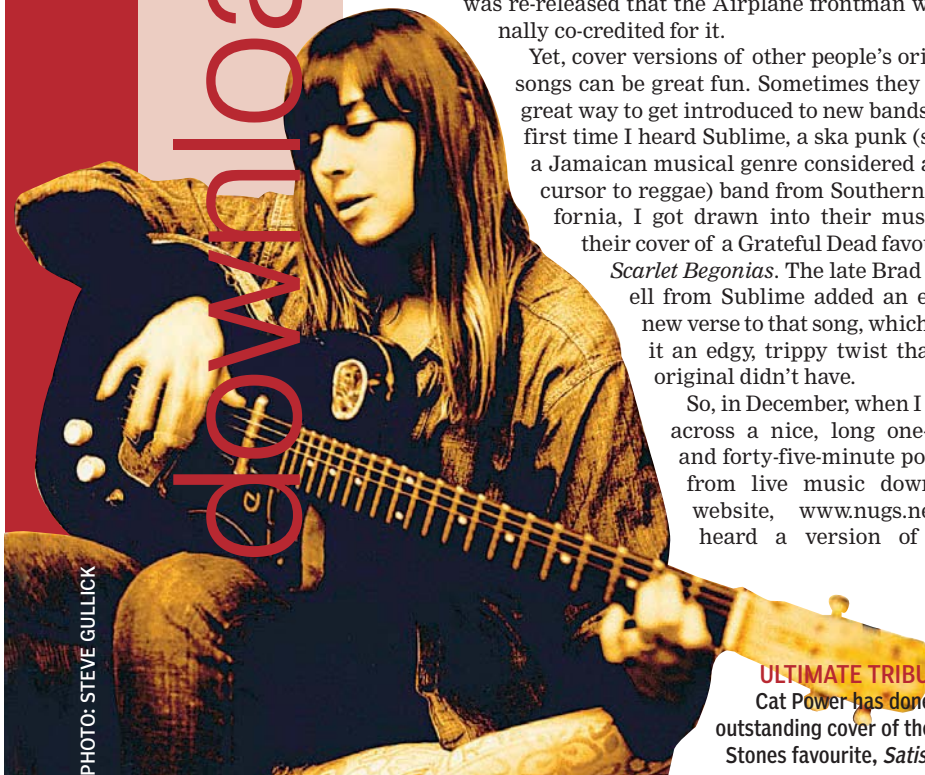 was re-released that the Airplane frontman w
nally co-credited for it.
Yet, cover versions of other people's ori
songs can be great fun. Sometimes they
great way to get introduced to new bands
first time I heard Sublime, a ska punk (s
a Jamaican musical genre considered a
cursor to reggae) band from Southern
fornia, I got drawn into their mus
their cover of a Grateful Dead favou
Scarlet Begonias. The late Brad
ell from Sublime added an e
new verse to that song, which
it an edgy, trippy twist tha
original didn't have.
So, in December, when I
across a nice, long one-
and forty-five-minute po
from live music down
website, www.nugs.ne
heard a version of
downloa
PHOTO: STEVE GULLICK
ULTIMATE TRIBU
Cat Power has done
outstanding cover of the
Stones favourite, Satis